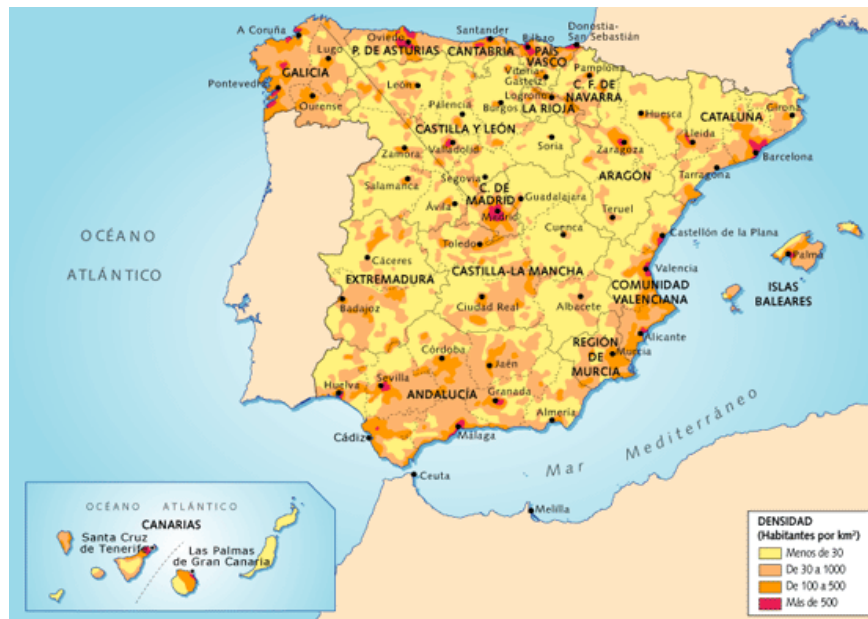 A Coruña
Lugo
Oviedo
P. DE ASTURIAS
Santander
CANTABRIA
Bilbao
PAÍS
VASCO
Donostia-
San Sebastián
Pontevedra
GALICIA
Ourense
León
Palencia
Burgos
Vitoria-
Gasteiz
Logroño
LA RIOJA
Pamplona
C. F. DE
NAVARRA
Huesca
CATALUÑA
Girona
Lleida
Barcelona
Tarragona
CASTILLA Y LEÓN
Zamora
Valladolid
Soria
Zaragoza
ARAGÓN
Salamanca
Segovia
Ávila
C. DE
MADRID
Madrid
Guadalajara
Teruel
Cuenca
Toledo
Castellón de la Plana
Valencia
COMUNIDAD
VALENCIANA
Palma
ISLAS
BALEARES
OCÉANO
ATLÁNTICO
Cáceres
EXTREMADURA
Badajoz
CASTILLA-LA MANCHA
Ciudad Real
Albacete
Alicante
REGIÓN
DE
MURCIA
Murcia
Córdoba
Jaén
Huelva
Sevilla
ANDALUCÍA
Granada
Almería
Cádiz
Málaga
Mar Mediterráneo
Ceuta
Melilla
OCÉANO ATLÁNTICO
CANARIAS
Santa Cruz
de Tenerife
Las Palmas
de Gran Canaria
DENSIDAD
(Habitantes por km²)
Menos de 30
De 30 a 1000
De 100 a 500
Más de 500